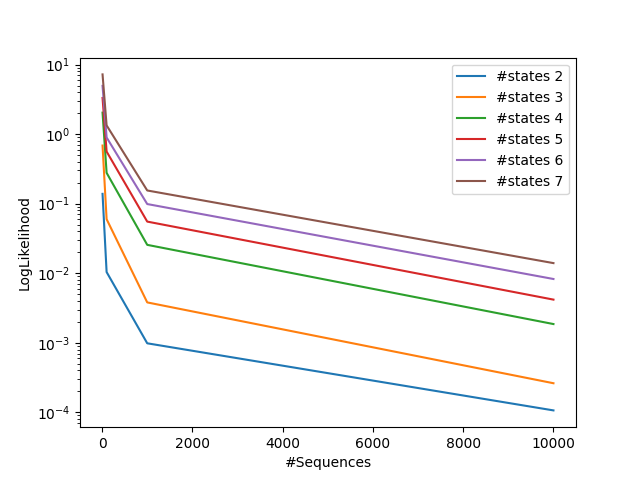 10¹
10⁰
10⁻¹
10⁻²
10⁻³
10⁻⁴
LogLikelihood
0
2000
4000
6000
8000
10000
#Sequences
#states 2
#states 3
#states 4
#states 5
#states 6
#states 7